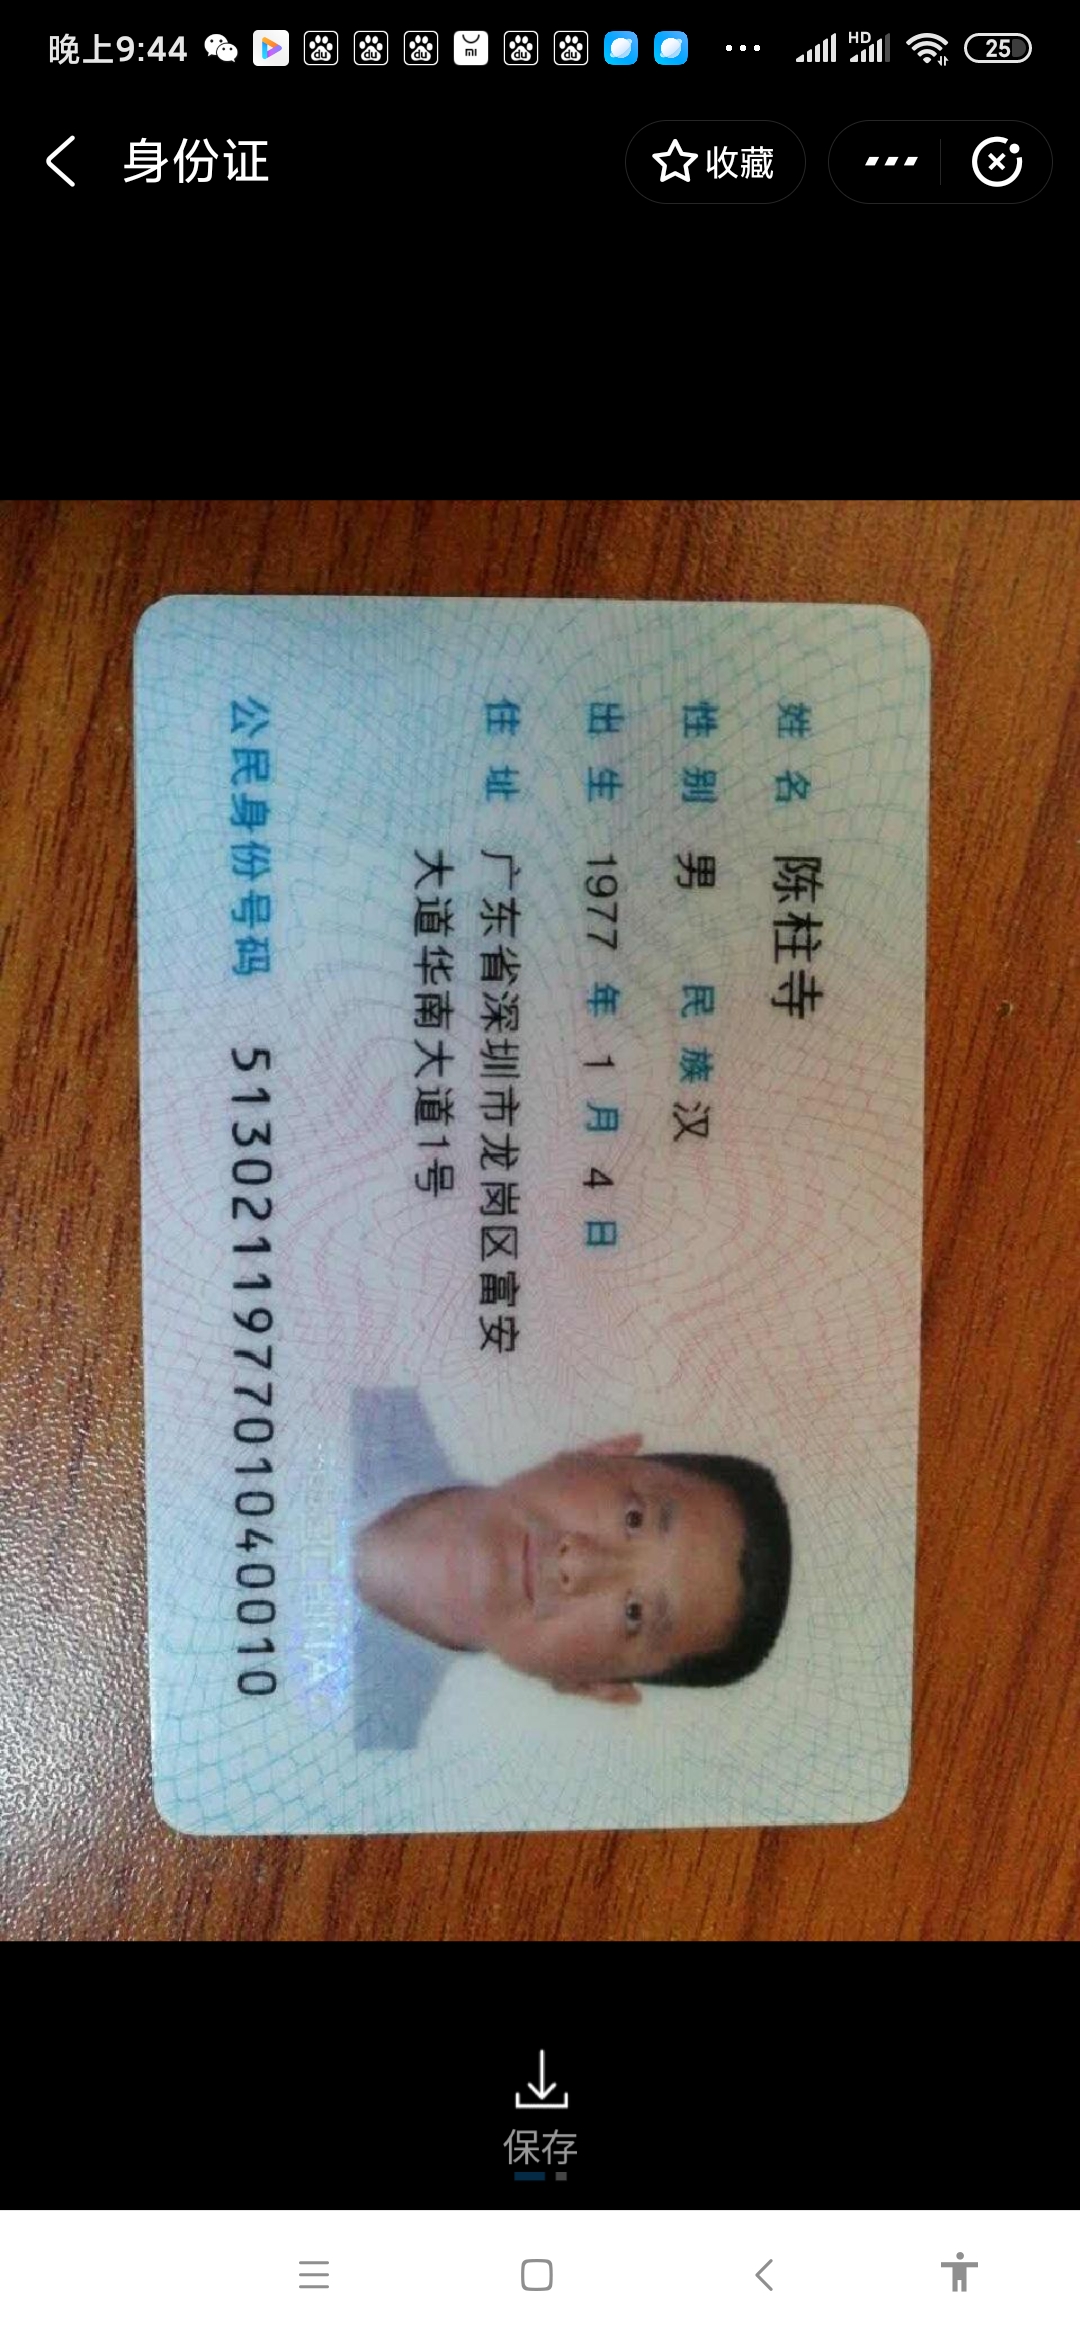 晚上9:44
HD
25
身份证
收藏
姓名 陈柱寺
性别 男 民族 汉
出生 1977 年 1 月 4 日
住址 广东省深圳市龙岗区富安
大道华南大道1号
公民身份号码 513021197701040010
保存